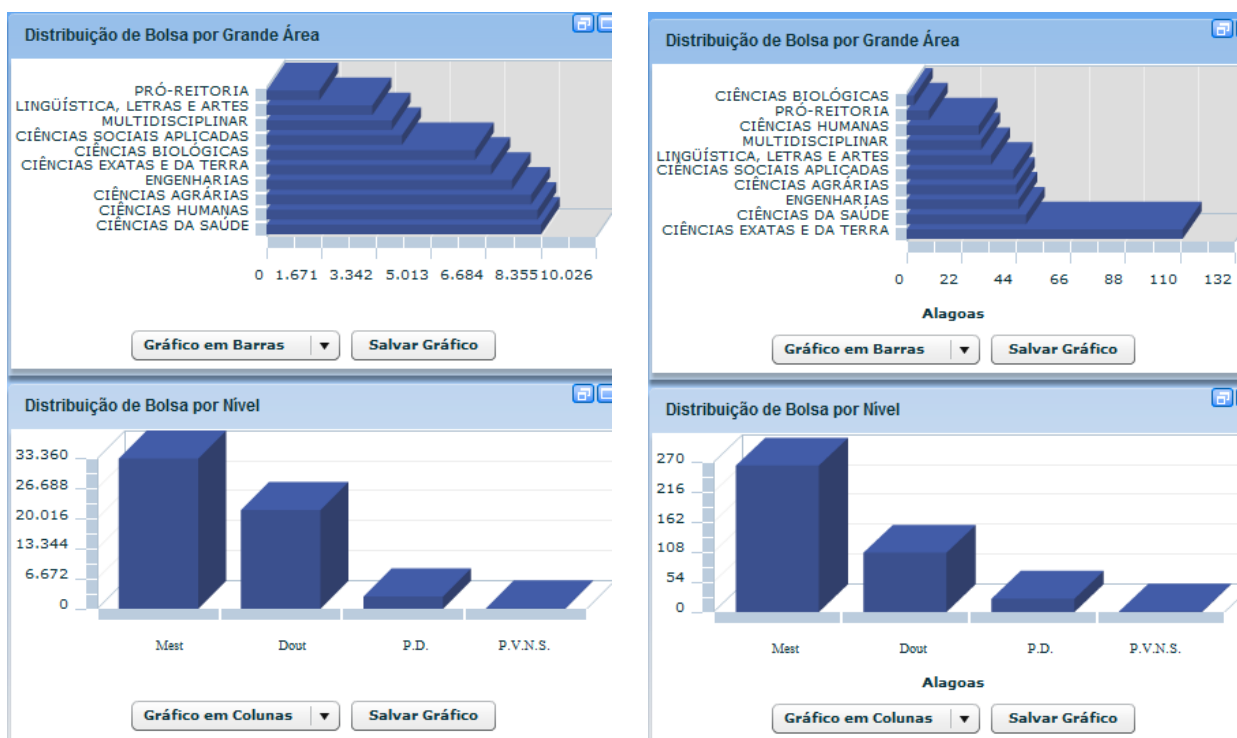 Distribuição de Bolsa por Grande Área
PRÓ-REITORIA
LINGÜÍSTICA, LETRAS E ARTES
MULTIDISCIPLINAR
CIÊNCIAS SOCIAIS APLICADAS
CIÊNCIAS BIOLÓGICAS
CIÊNCIAS EXATAS E DA TERRA
ENGENHARIAS
CIÊNCIAS AGRÁRIAS
CIÊNCIAS HUMANAS
CIÊNCIAS DA SAÚDE
0 1.671 3.342 5.013 6.684 8.355 10.026
Gráfico em Barras
Salvar Gráfico
Distribuição de Bolsa por Nível
33.360
26.688
20.016
13.344
6.672
0
Mest Dout P.D. P.V.N.S.
Gráfico em Colunas
Salvar Gráfico
Distribuição de Bolsa por Grande Área
CIÊNCIAS BIOLÓGICAS
PRÓ-REITORIA
CIÊNCIAS HUMANAS
MULTIDISCIPLINAR
LINGÜÍSTICA, LETRAS E ARTES
CIÊNCIAS SOCIAIS APLICADAS
CIÊNCIAS AGRÁRIAS
ENGENHARIAS
CIÊNCIAS DA SAÚDE
CIÊNCIAS EXATAS E DA TERRA
0 22 44 66 88 110 132
Alagoas
Gráfico em Barras
Salvar Gráfico
Distribuição de Bolsa por Nível
270
216
162
108
54
0
Mest Dout P.D. P.V.N.S.
Alagoas
Gráfico em Colunas
Salvar Gráfico